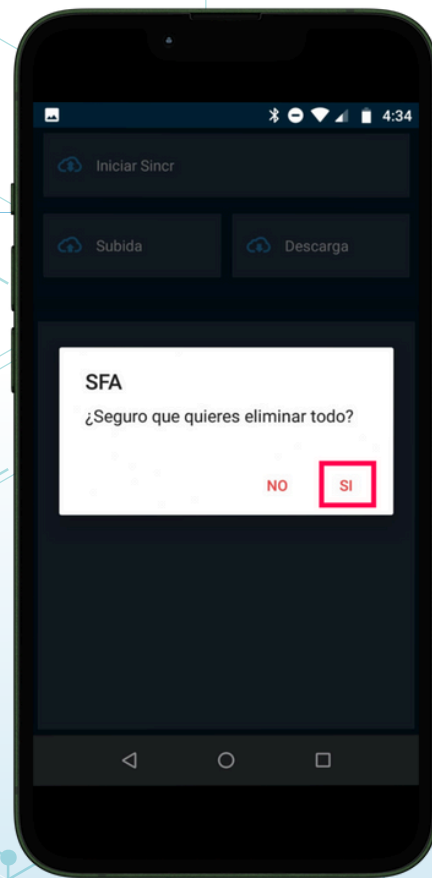 4:34
Iniciar Sincr
Subida
Descarga
SFA
¿Seguro que quieres eliminar todo?
NO
SI